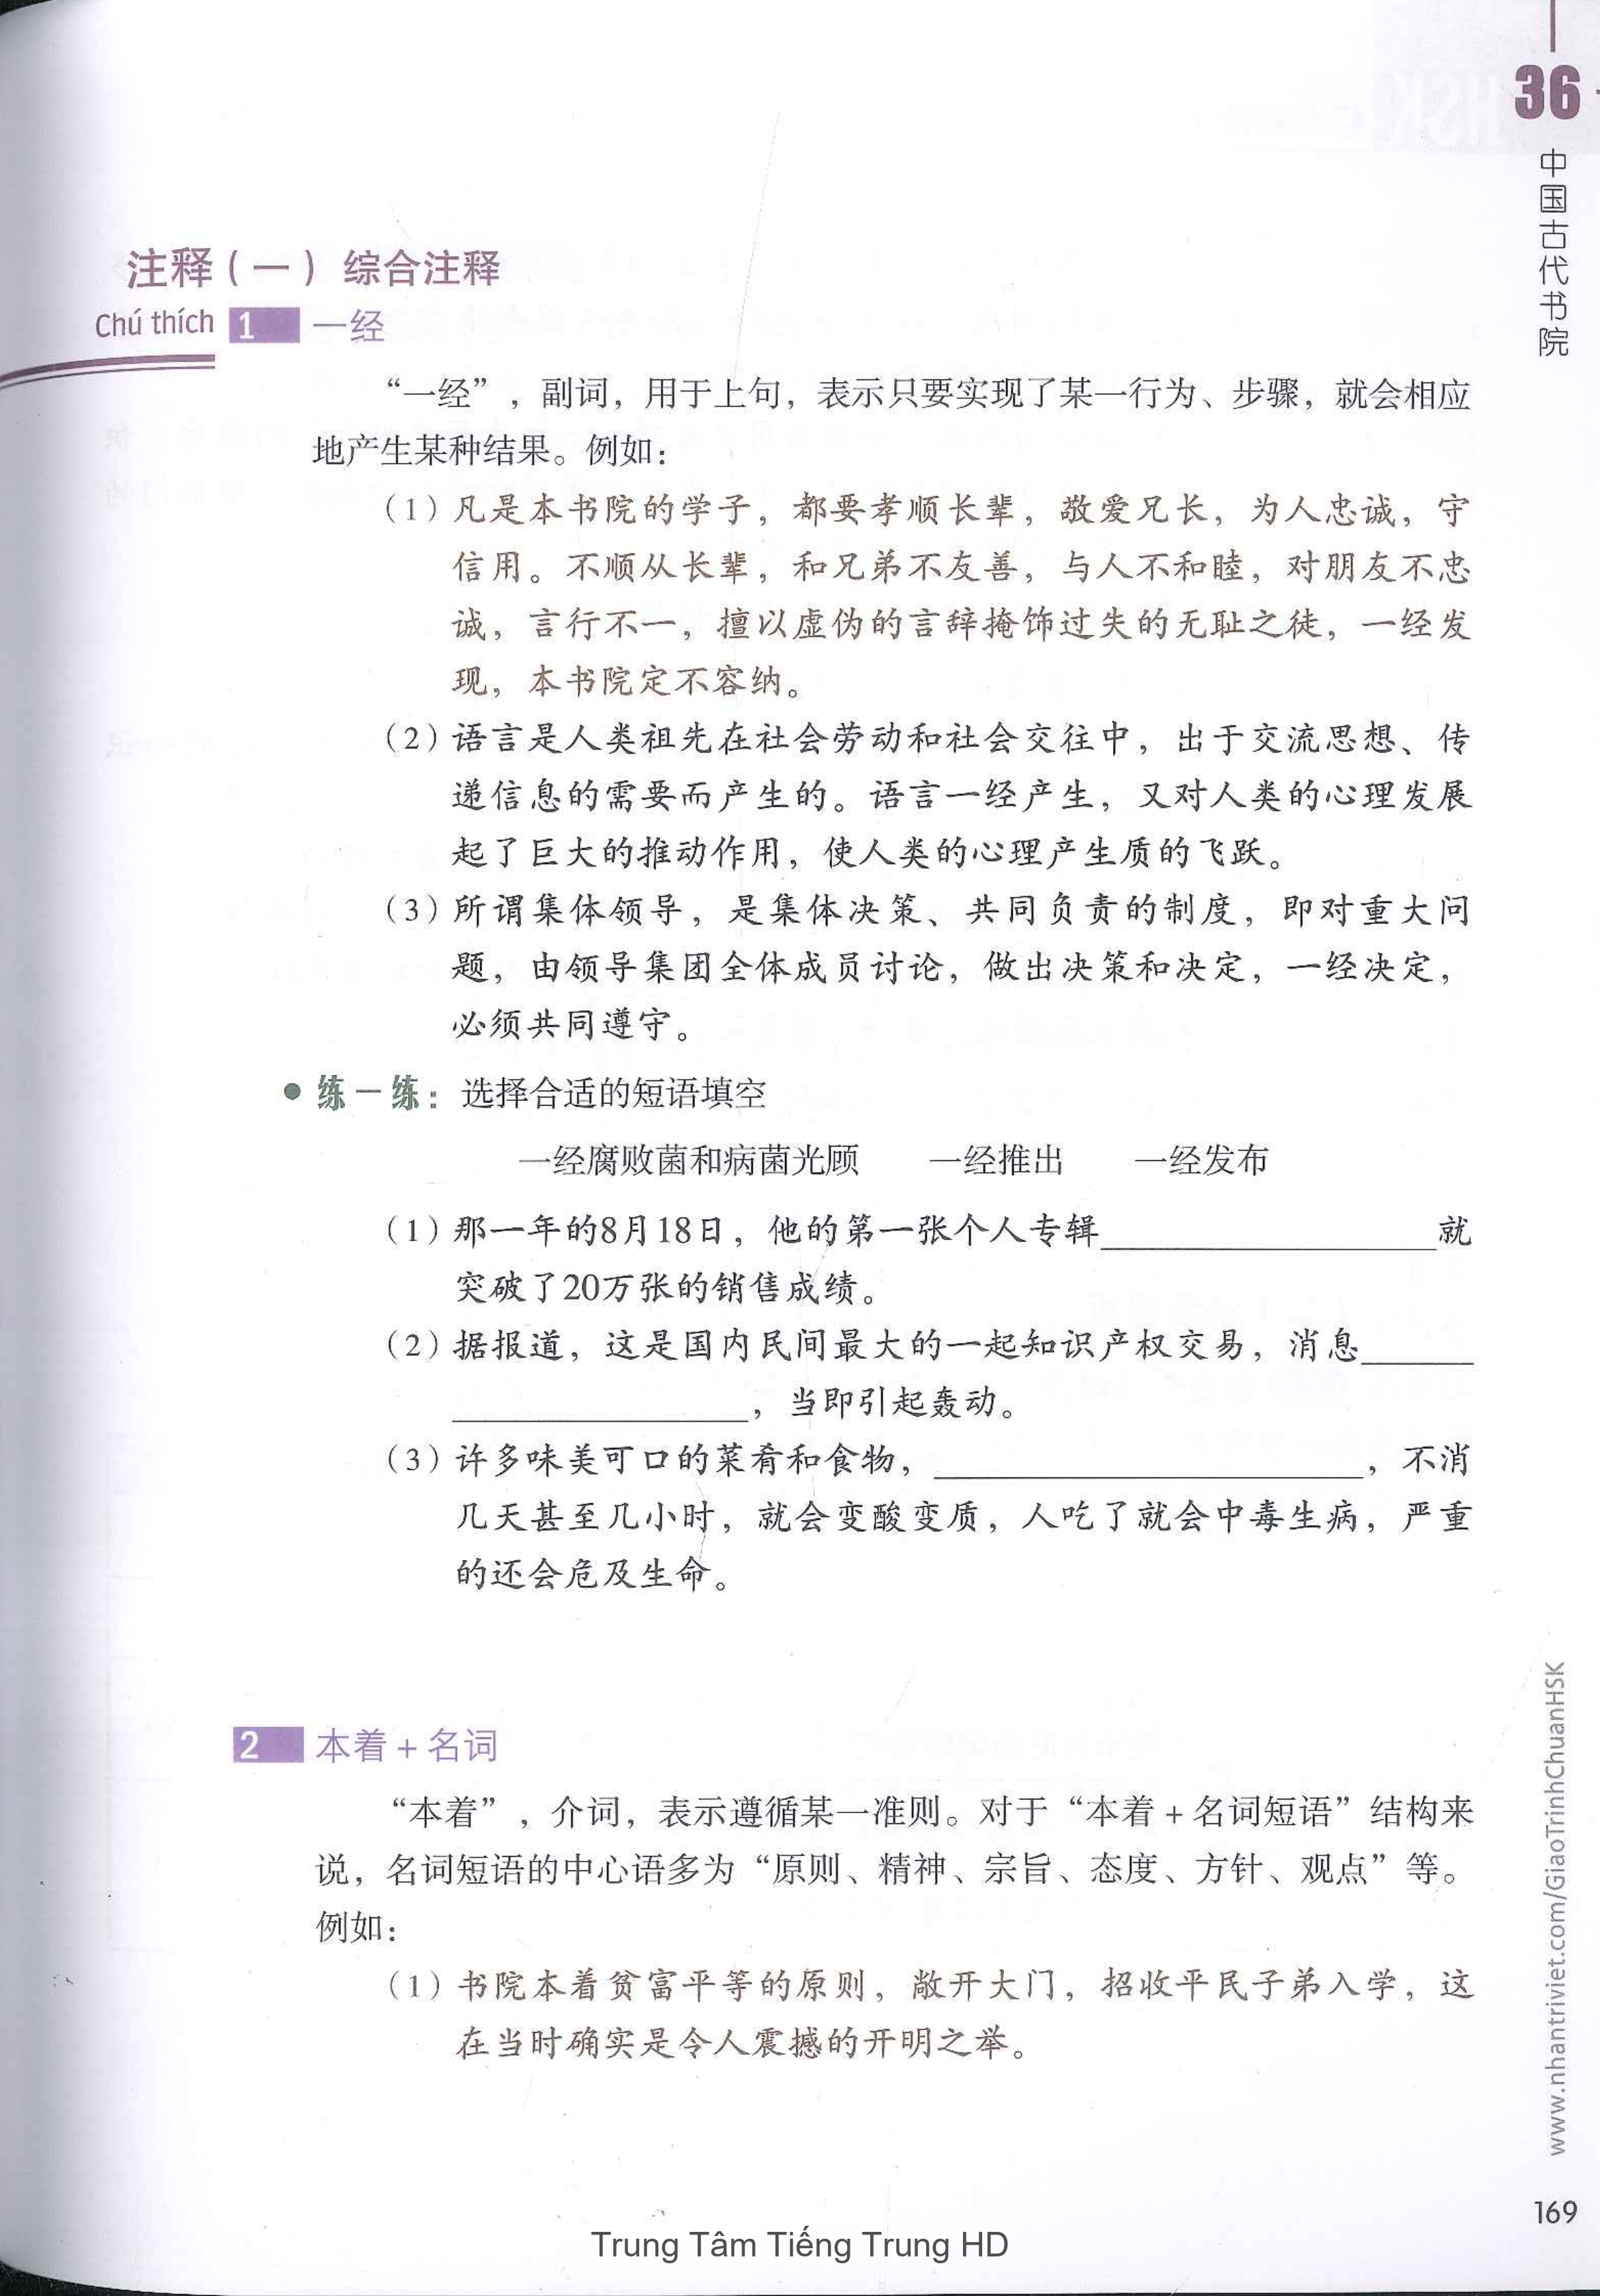 36
中国古代书院
注释（一）综合注释
Chú thích
1 一经
“一经”，副词，用于上句，表示只要实现了某一行为、步骤，就会相应
地产生某种结果。例如：
（1）凡是本书院的学子，都要孝顺长辈，敬爱兄长，为人忠诚，守
信用。不顺从长辈，和兄弟不友善，与人不和睦，对朋友不忠
诚，言行不一，擅以虚伪的言辞掩饰过失的无耻之徒，一经发
现，本书院定不容纳。
（2）语言是人类祖先在社会劳动和社会交往中，出于交流思想、传
递信息的需要而产生的。语言一经产生，又对人类的心理发展
起了巨大的推动作用，使人类的心理产生质的飞跃。
（3）所谓集体领导，是集体决策、共同负责的制度，即对重大问
题，由领导集团全体成员讨论，做出决策和决定，一经决定，
必须共同遵守。
● 练一练：选择合适的短语填空
一经腐败菌和病菌光顾 一经推出 一经发布
（1）那一年的8月18日，他的第一张个人专辑__________________就
突破了20万张的销售成绩。
（2）据报道，这是国内民间最大的一起知识产权交易，消息______
________________，当即引起轰动。
（3）许多味美可口的菜肴和食物，_______________________，不消
几天甚至几小时，就会变酸变质，人吃了就会中毒生病，严重
的还会危及生命。
2 本着＋名词
“本着”，介词，表示遵循某一准则。对于“本着＋名词短语”结构来
说，名词短语的中心语多为“原则、精神、宗旨、态度、方针、观点”等。
例如：
（1）书院本着贫富平等的原则，敞开大门，招收平民子弟入学，这
在当时确实是令人震撼的开明之举。
www.nhantriviet.com/GiaoTrinhChuanHSK
169
Trung Tâm Tiếng Trung HD